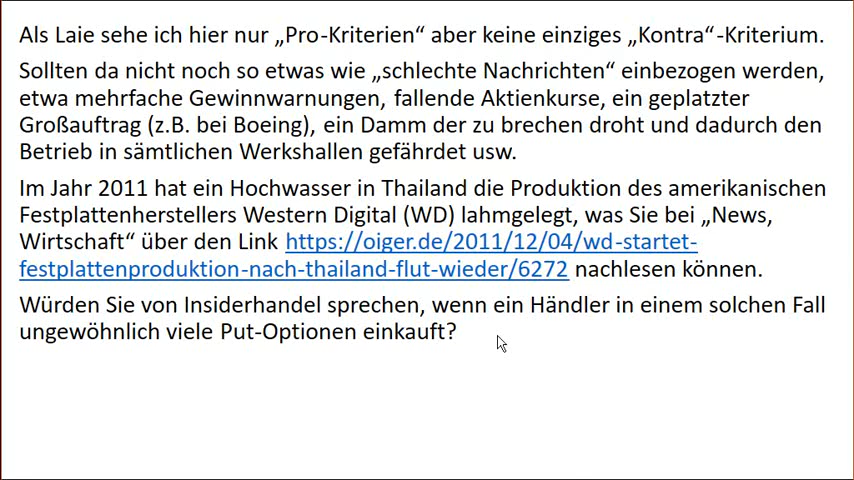 Als Laie sehe ich hier nur „Pro-Kriterien“ aber keine einziges „Kontra“-Kriterium.
Sollten da nicht noch so etwas wie „schlechte Nachrichten“ einbezogen werden,
etwa mehrfache Gewinnwarnungen, fallende Aktienkurse, ein geplatzter
Großauftrag (z.B. bei Boeing), ein Damm der zu brechen droht und dadurch den
Betrieb in sämtlichen Werkshallen gefährdet usw.
Im Jahr 2011 hat ein Hochwasser in Thailand die Produktion des amerikanischen
Festplattenherstellers Western Digital (WD) lahmgelegt, was Sie bei „News,
Wirtschaft“ über den Link https://oiger.de/2011/12/04/wd-startet-
festplattenproduktion-nach-thailand-flut-wieder/6272 nachlesen können.
Würden Sie von Insiderhandel sprechen, wenn ein Händler in einem solchen Fall
ungewöhnlich viele Put-Optionen einkauft?